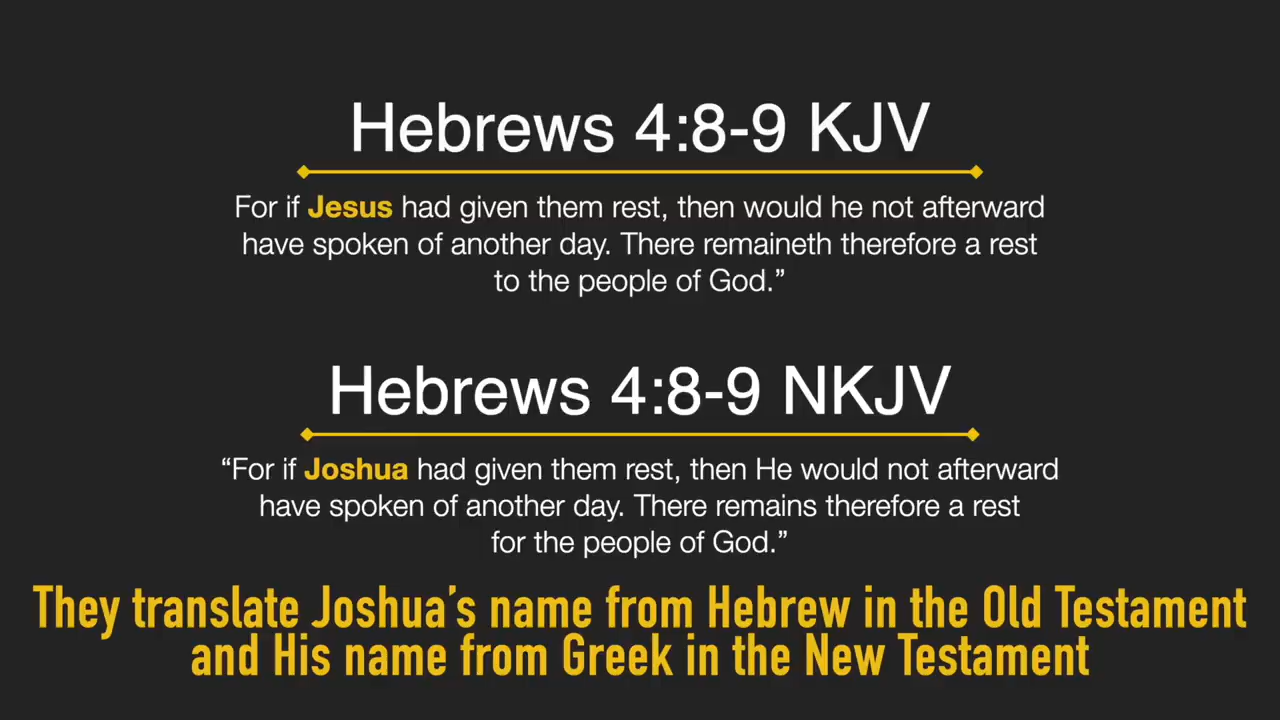 Hebrews 4:8-9 KJV
For if Jesus had given them rest, then would he not afterward
have spoken of another day. There remaineth therefore a rest
to the people of God.”
Hebrews 4:8-9 NKJV
“For if Joshua had given them rest, then He would not afterward
have spoken of another day. There remains therefore a rest
for the people of God.”
They translate Joshua’s name from Hebrew in the Old Testament
and His name from Greek in the New Testament